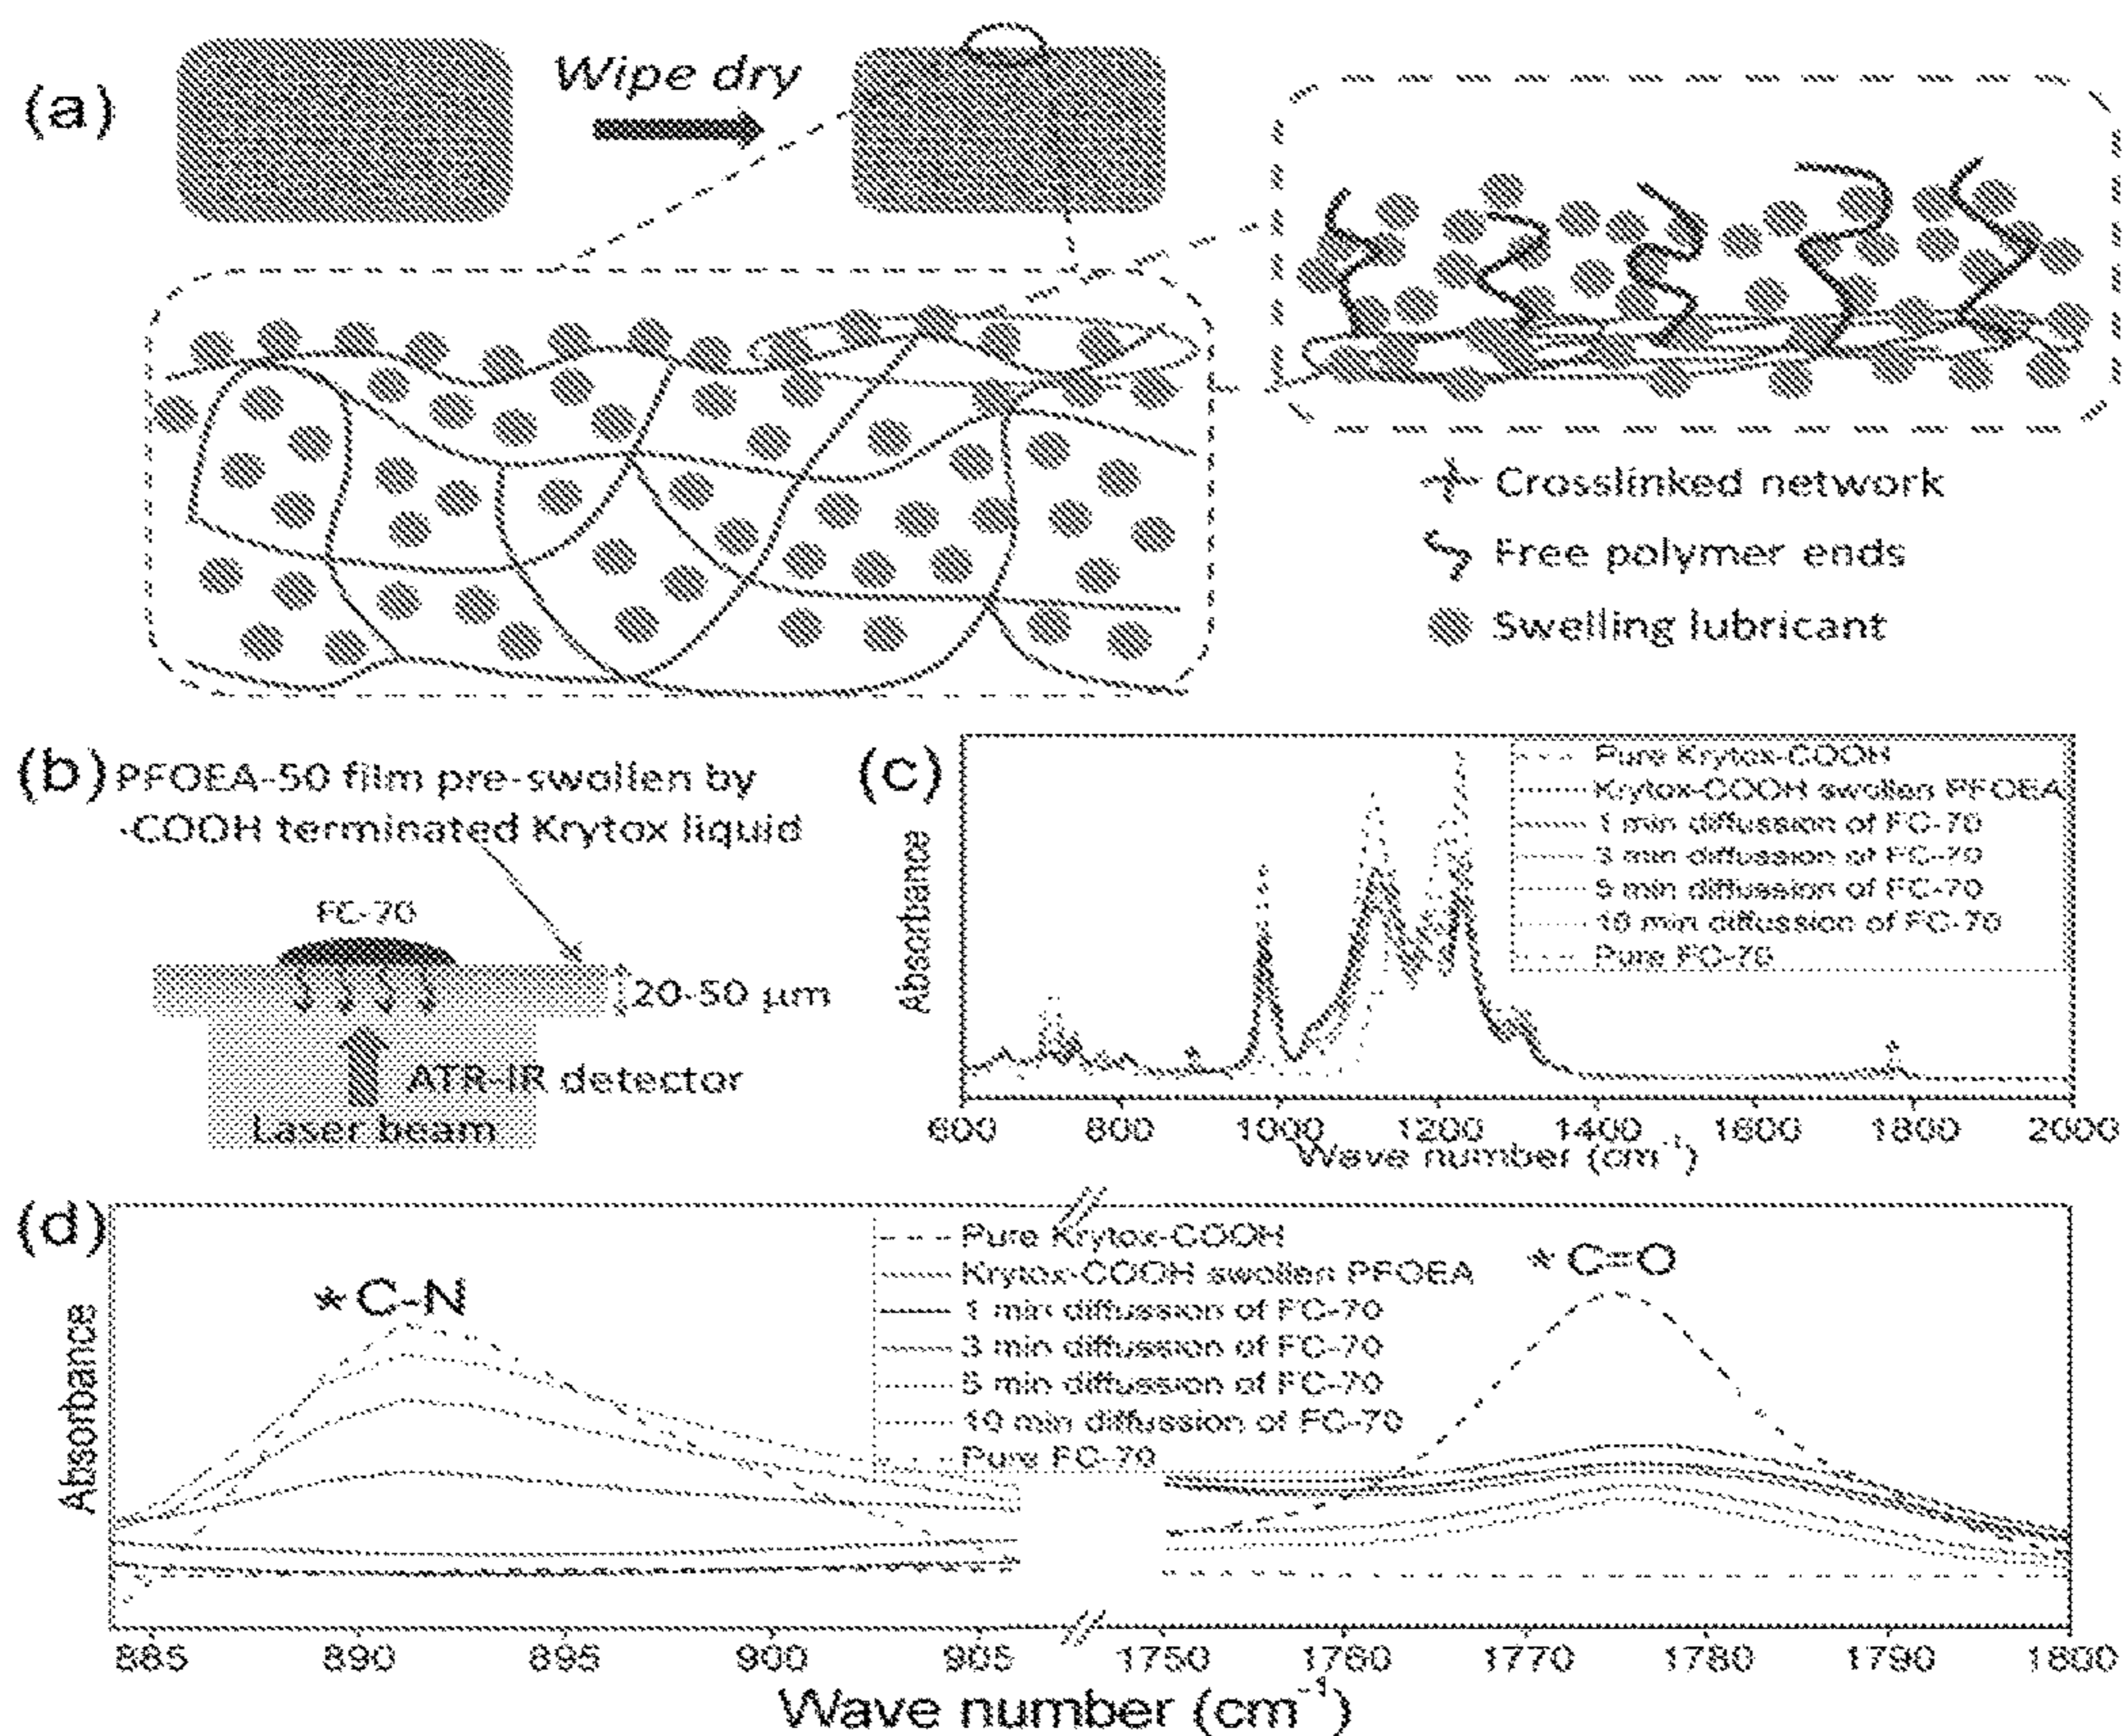 (a)
Wipe dry
Crosslinked network
Free polymer ends
Swelling lubricant
(b)
PFOEA-50 film pre-swollen by
-COOH terminated Krytox liquid
FC-70
20-50 μm
ATR-IR detector
Laser beam
(c)
Absorbance
Pure Krytox-COOH
Krytox-COOH swollen PFOEA
1 min diffussion of FC-70
3 min diffussion of FC-70
5 min diffussion of FC-70
10 min diffussion of FC-70
Pure FC-70
600 800 1000 1200 1400 1600 1800 2000
Wave number (cm⁻¹)
(d)
Absorbance
* C-N
Pure Krytox-COOH
Krytox-COOH swollen PFOEA
1 min diffussion of FC-70
3 min diffussion of FC-70
5 min diffussion of FC-70
10 min diffussion of FC-70
Pure FC-70
* C=O
885 890 895 900 905 1750 1760 1770 1780 1790 1800
Wave number (cm⁻¹)